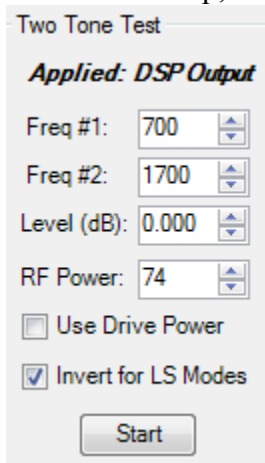 Two Tone Test
Applied: DSP Output
Freq #1: 700
Freq #2: 1700
Level (dB): 0.000
RF Power: 74
Use Drive Power
Invert for LS Modes
Start